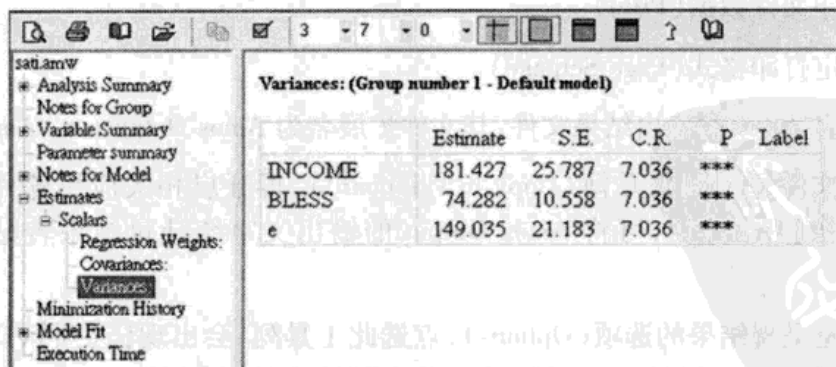 3 7 0
sati.amw
Analysis Summary
Notes for Group
Variable Summary
Parameter summary
Notes for Model
Estimates
Scalars
Regression Weights:
Covariances:
Variances:
Minimization History
Model Fit
Execution Time
Variances: (Group number 1 - Default model)
Estimate S.E. C.R. P Label
INCOME 181.427 25.787 7.036 ***
BLESS 74.282 10.558 7.036 ***
e 149.035 21.183 7.036 ***